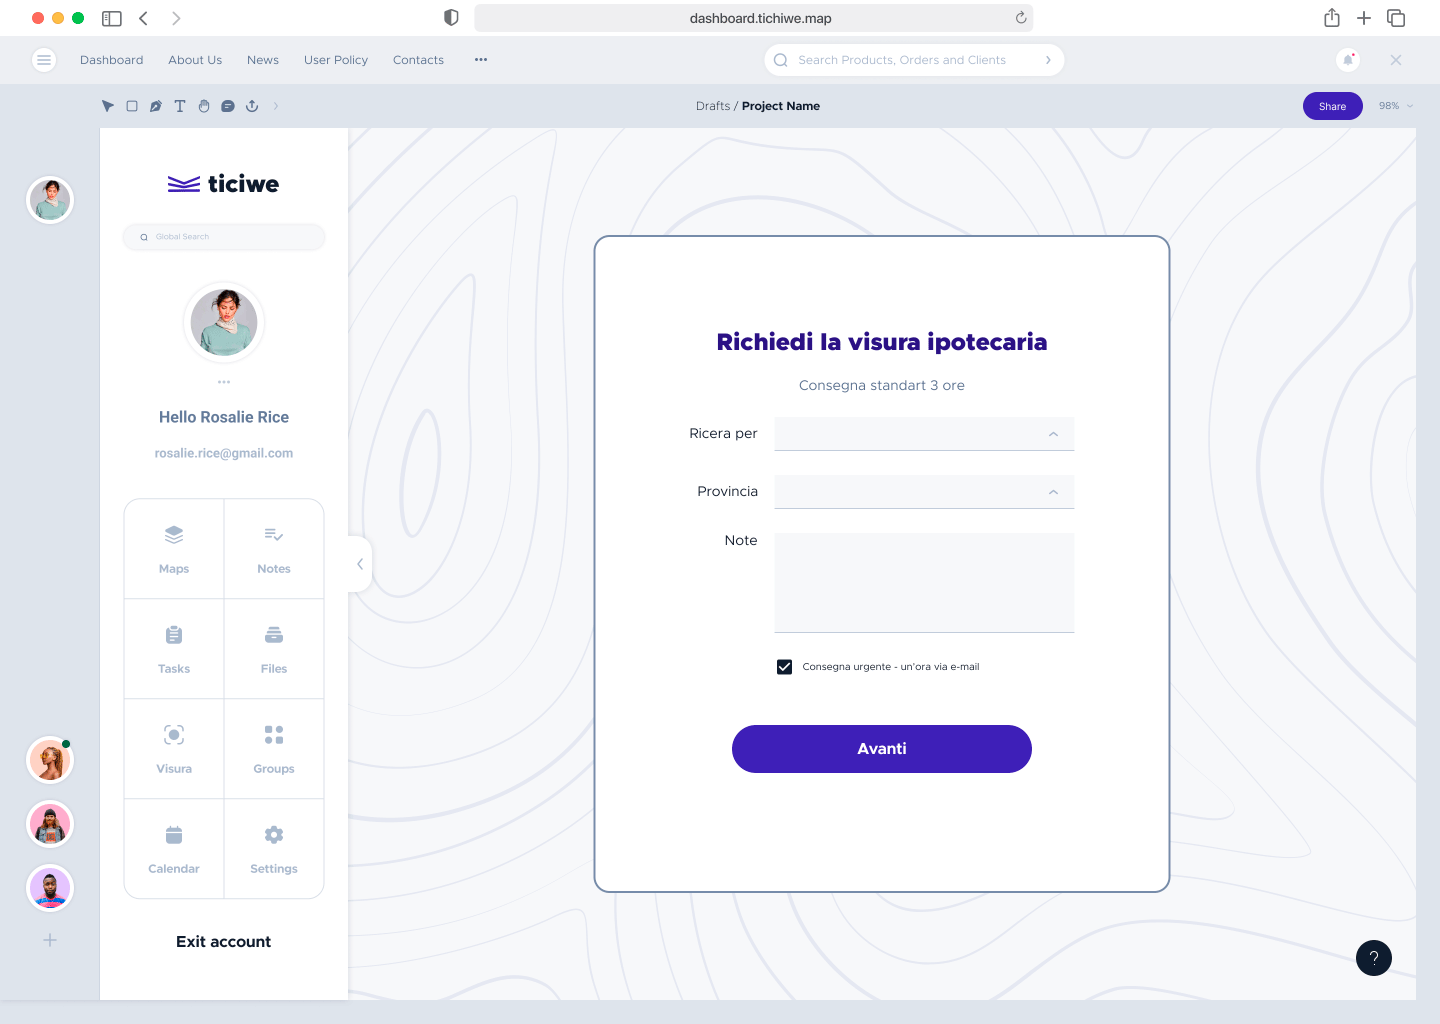 dashboard.tichiwe.map
Dashboard
About Us
News
User Policy
Contacts
Search Products, Orders and Clients
Drafts / Project Name
Share
98%
ticiwe
Global Search
Hello Rosalie Rice
rosalie.rice@gmail.com
Maps
Notes
Tasks
Files
Visura
Groups
Calendar
Settings
Exit account
Richiedi la visura ipotecaria
Consegna standart 3 ore
Ricera per
Provincia
Note
Consegna urgente - un'ora via e-mail
Avanti
?